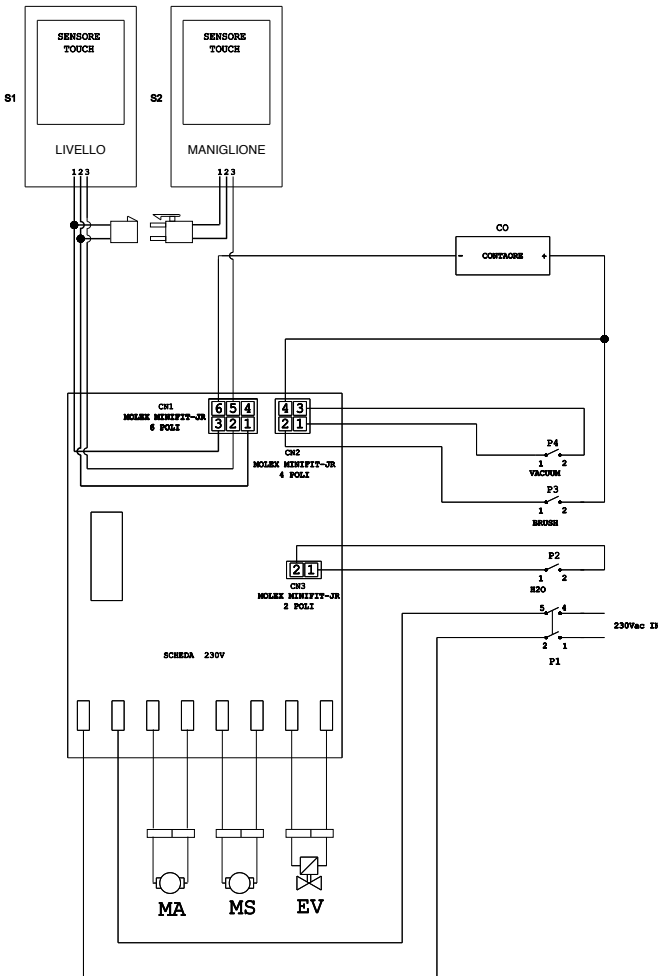 SENSORE
TOUCH
SENSORE
TOUCH
S1
S2
LIVELLO
MANIGLIONE
1 2 3
1 2 3
CO
- CONTAORE +
CN1
MOLEX MINIFIT-JR
6 POLI
6 5 4
3 2 1
4 3
2 1
CN2
MOLEX MINIFIT-JR
4 POLI
P4
1 2
VACUUM
P3
1 2
BRUSH
2 1
CN3
MOLEX MINIFIT-JR
2 POLI
P2
1 2
H2O
5 4
230Vac
2 1
P1
SCHEDA 230V
MA
MS
EV